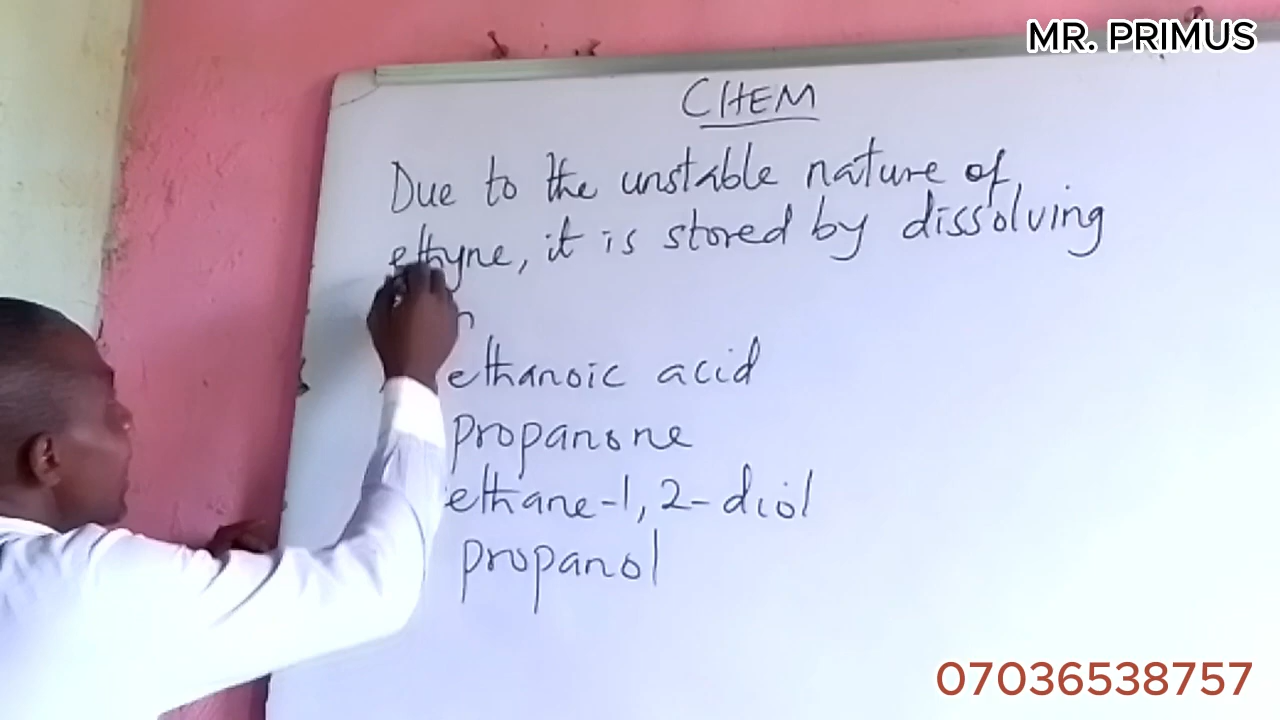 MR. PRIMUS
CHEM
Due to the unstable nature of
ethyne, it is stored by dissolving
ethanoic acid
propanone
ethane-1,2-diol
propanol
07036538757